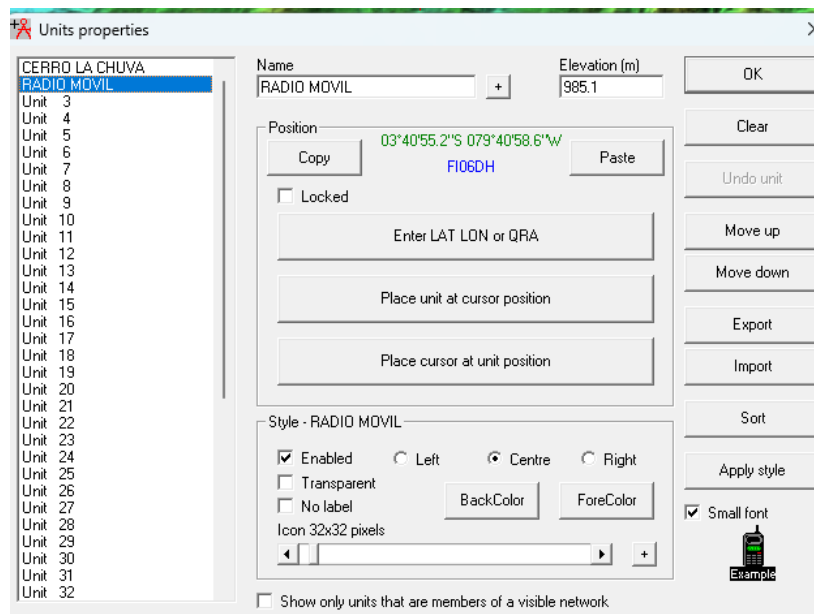 Units properties
CERRO LA CHUVA
RADIO MOVIL
Unit 3
Unit 4
Unit 5
Unit 6
Unit 7
Unit 8
Unit 9
Unit 10
Unit 11
Unit 12
Unit 13
Unit 14
Unit 15
Unit 16
Unit 17
Unit 18
Unit 19
Unit 20
Unit 21
Unit 22
Unit 23
Unit 24
Unit 25
Unit 26
Unit 27
Unit 28
Unit 29
Unit 30
Unit 31
Unit 32
Name
RADIO MOVIL
+
Elevation (m)
985.1
Position
Copy
03°40'55.2"S 079°40'58.6"W
FI06DH
Paste
Locked
Enter LAT LON or QRA
Place unit at cursor position
Place cursor at unit position
Style - RADIO MOVIL
Enabled
Left
Centre
Right
Transparent
No label
BackColor
ForeColor
Icon 32x32 pixels
+
Show only units that are members of a visible network
OK
Clear
Undo unit
Move up
Move down
Export
Import
Sort
Apply style
Small font
Example